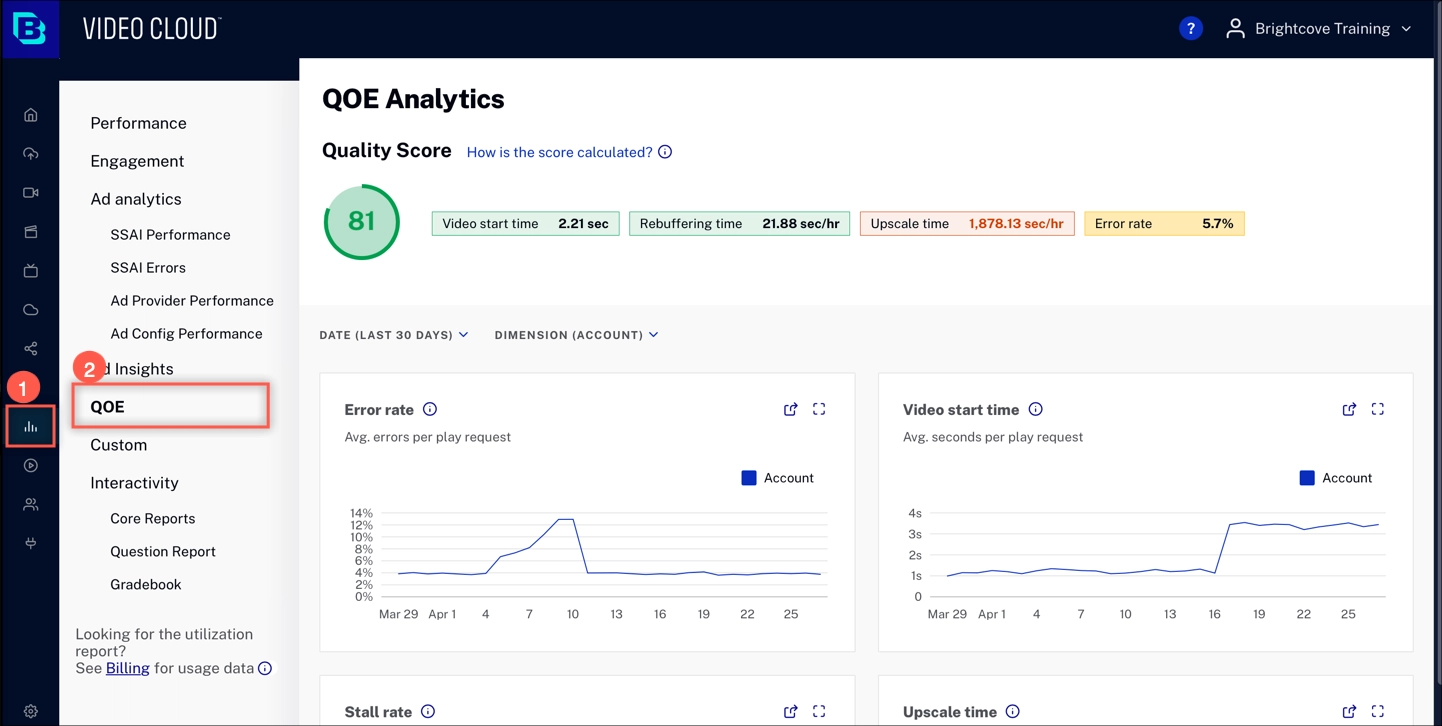 B VIDEO CLOUD™
? Brightcove Training
Performance
Engagement
Ad analytics
SSAI Performance
SSAI Errors
Ad Provider Performance
Ad Config Performance
2
d Insights
1
QOE
Custom
Interactivity
Core Reports
Question Report
Gradebook
Looking for the utilization
report?
See Billing for usage data
QOE Analytics
Quality Score How is the score calculated?
81
Video start time 2.21 sec
Rebuffering time 21.88 sec/hr
Upscale time 1,878.13 sec/hr
Error rate 5.7%
DATE (LAST 30 DAYS) DIMENSION (ACCOUNT)
Error rate
Avg. errors per play request
Account
14%
12%
10%
8%
6%
4%
2%
0%
Mar 29 Apr 1 4 7 10 13 16 19 22 25
Video start time
Avg. seconds per play request
Account
4s
3s
2s
1s
0
Mar 29 Apr 1 4 7 10 13 16 19 22 25
Stall rate
Upscale time